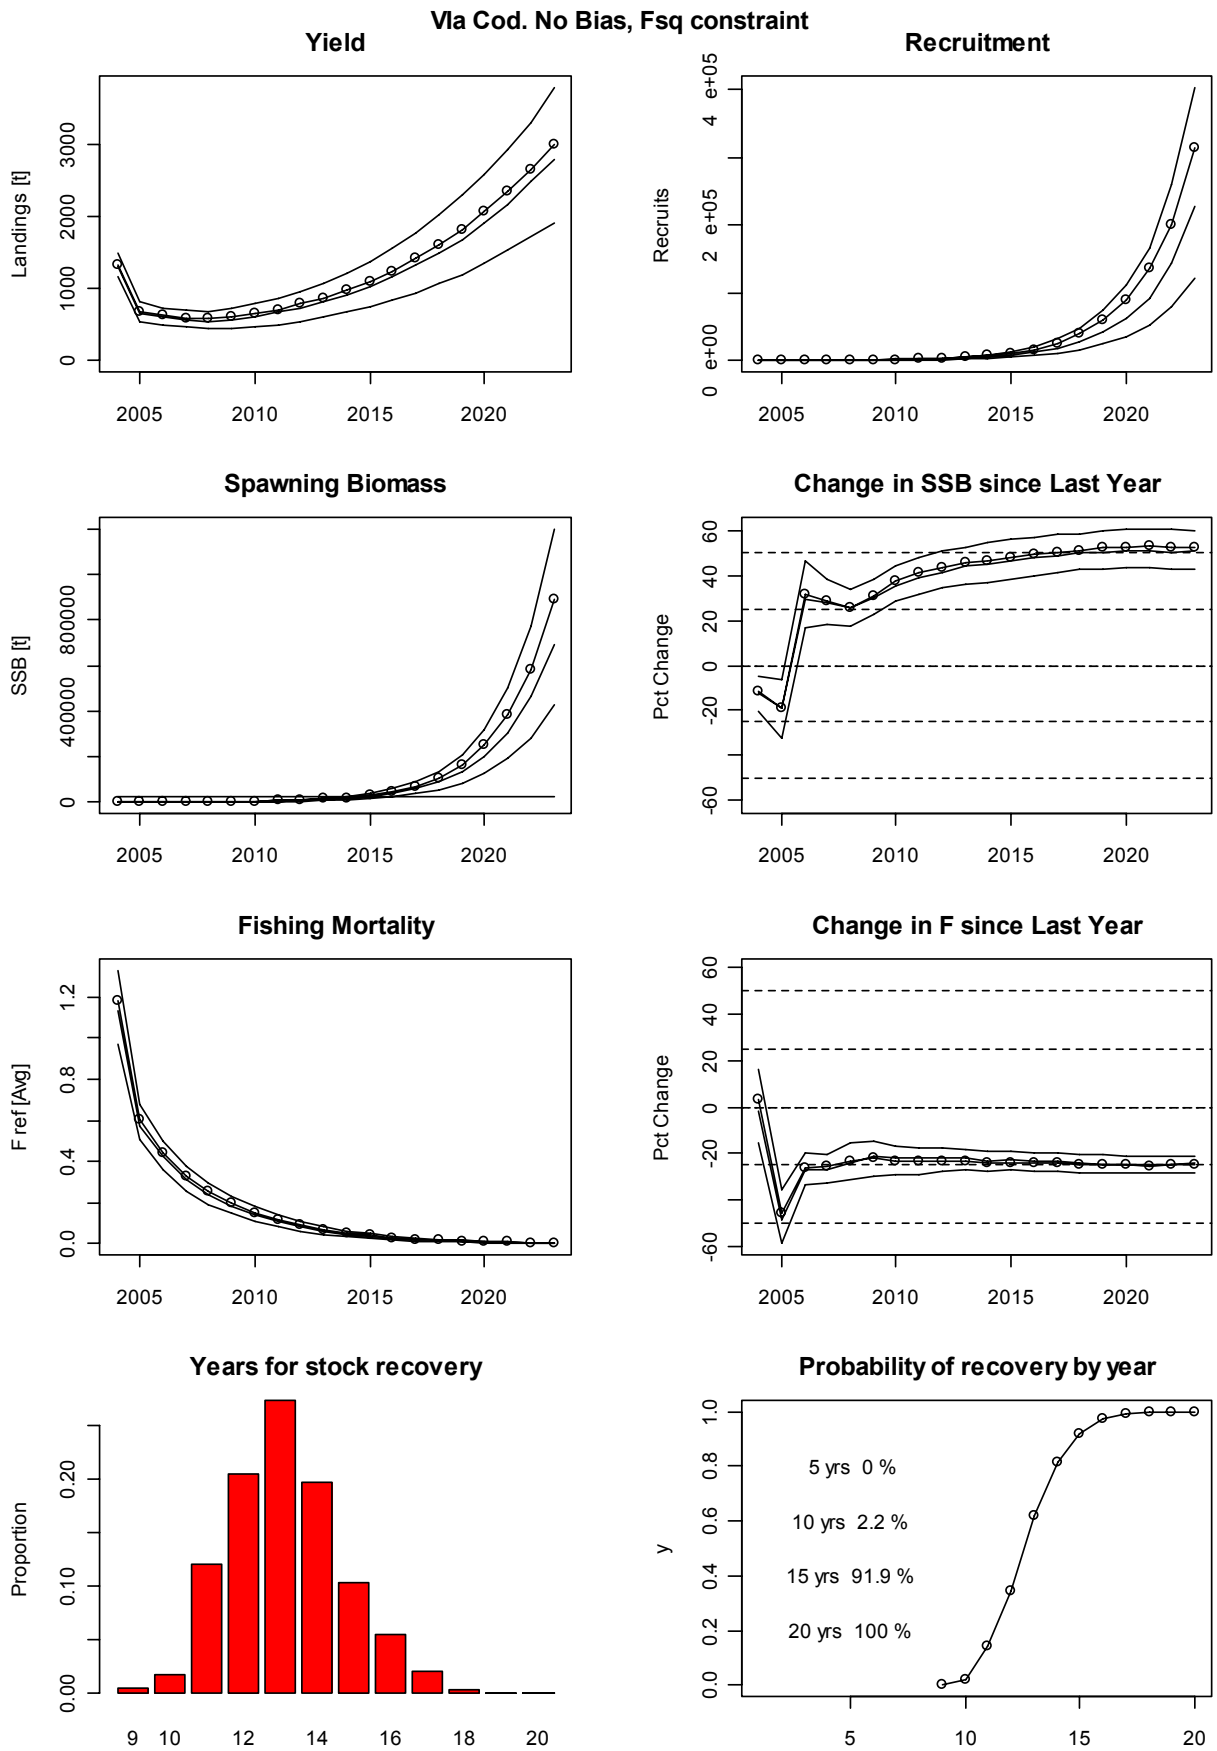 VIa Cod. No Bias, Fsq constraint
Yield
Landings [t]
0 1000 2000 3000
2005 2010 2015 2020
Recruitment
Recruits
0 e+00 2 e+05 4 e+05
2005 2010 2015 2020
Spawning Biomass
SSB [t]
0 400000 800000
2005 2010 2015 2020
Change in SSB since Last Year
Pct Change
-60 -20 0 20 40 60
2005 2010 2015 2020
Fishing Mortality
F ref [Avg]
0.0 0.4 0.8 1.2
2005 2010 2015 2020
Change in F since Last Year
Pct Change
-60 -20 0 20 40 60
2005 2010 2015 2020
Years for stock recovery
Proportion
0.00 0.10 0.20
9 10 12 14 16 18 20
Probability of recovery by year
y
0.0 0.2 0.4 0.6 0.8 1.0
5 yrs 0 %
10 yrs 2.2 %
15 yrs 91.9 %
20 yrs 100 %
5 10 15 20